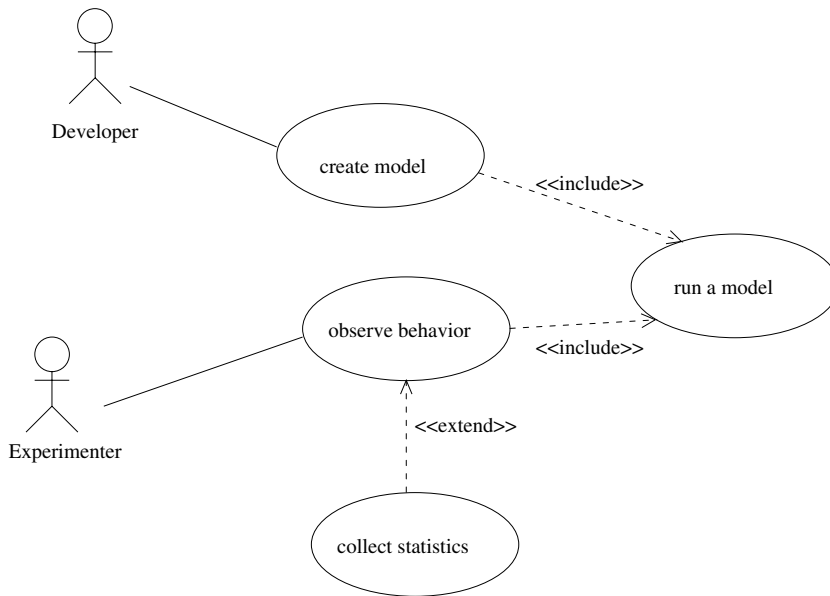 Developer
create model
<<include>>
run a model
observe behavior
<<include>>
<<extend>>
Experimenter
collect statistics